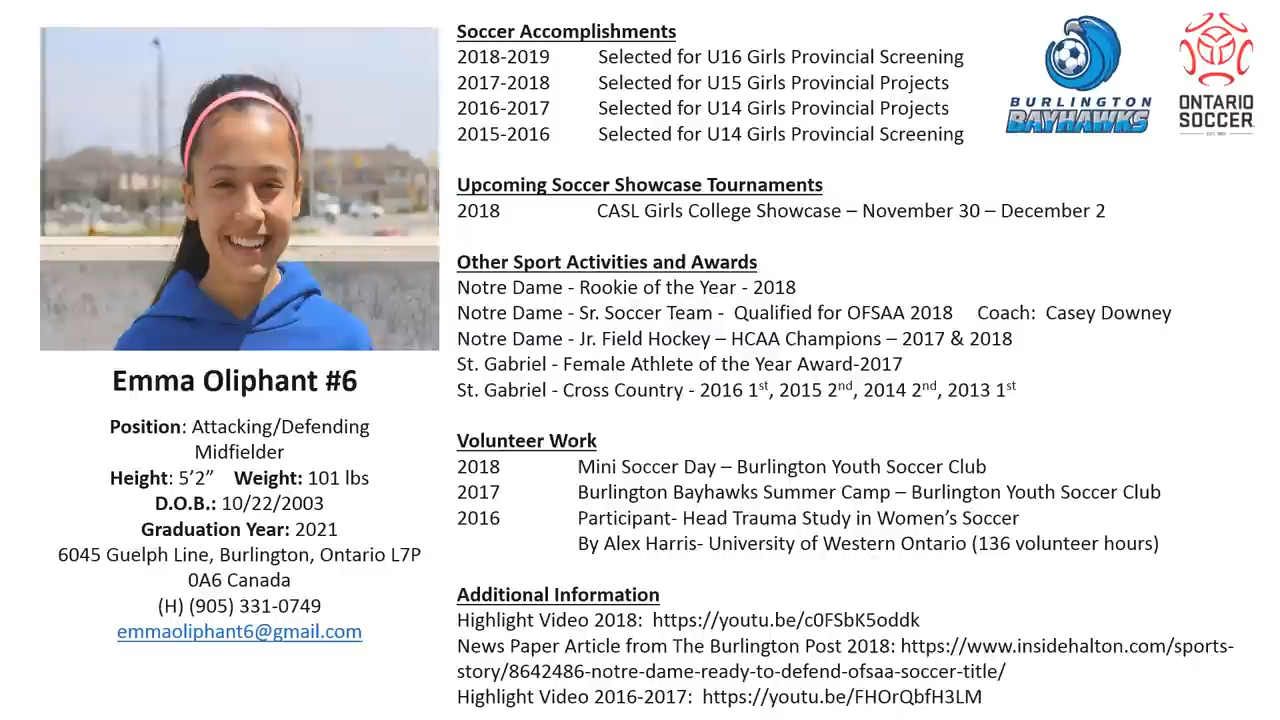 Emma Oliphant #6
Position: Attacking/Defending
Midfielder
Height: 5’2” Weight: 101 lbs
D.O.B.: 10/22/2003
Graduation Year: 2021
6045 Guelph Line, Burlington, Ontario L7P
0A6 Canada
(H) (905) 331-0749
emmaoliphant6@gmail.com
Soccer Accomplishments
2018-2019 Selected for U16 Girls Provincial Screening
2017-2018 Selected for U15 Girls Provincial Projects
2016-2017 Selected for U14 Girls Provincial Projects
2015-2016 Selected for U14 Girls Provincial Screening
Upcoming Soccer Showcase Tournaments
2018 CASL Girls College Showcase – November 30 – December 2
Other Sport Activities and Awards
Notre Dame - Rookie of the Year - 2018
Notre Dame - Sr. Soccer Team - Qualified for OFSAA 2018 Coach: Casey Downey
Notre Dame - Jr. Field Hockey – HCAA Champions – 2017 & 2018
St. Gabriel - Female Athlete of the Year Award-2017
St. Gabriel - Cross Country - 2016 1st, 2015 2nd, 2014 2nd, 2013 1st
Volunteer Work
2018 Mini Soccer Day – Burlington Youth Soccer Club
2017 Burlington Bayhawks Summer Camp – Burlington Youth Soccer Club
2016 Participant- Head Trauma Study in Women’s Soccer
By Alex Harris- University of Western Ontario (136 volunteer hours)
Additional Information
Highlight Video 2018: https://youtu.be/c0FSbK5oddk
News Paper Article from The Burlington Post 2018: https://www.insidehalton.com/sports-
story/8642486-notre-dame-ready-to-defend-ofsaa-soccer-title/
Highlight Video 2016-2017: https://youtu.be/FHOrQbfH3LM
BURLINGTON
BAYHAWKS
ONTARIO
SOCCER